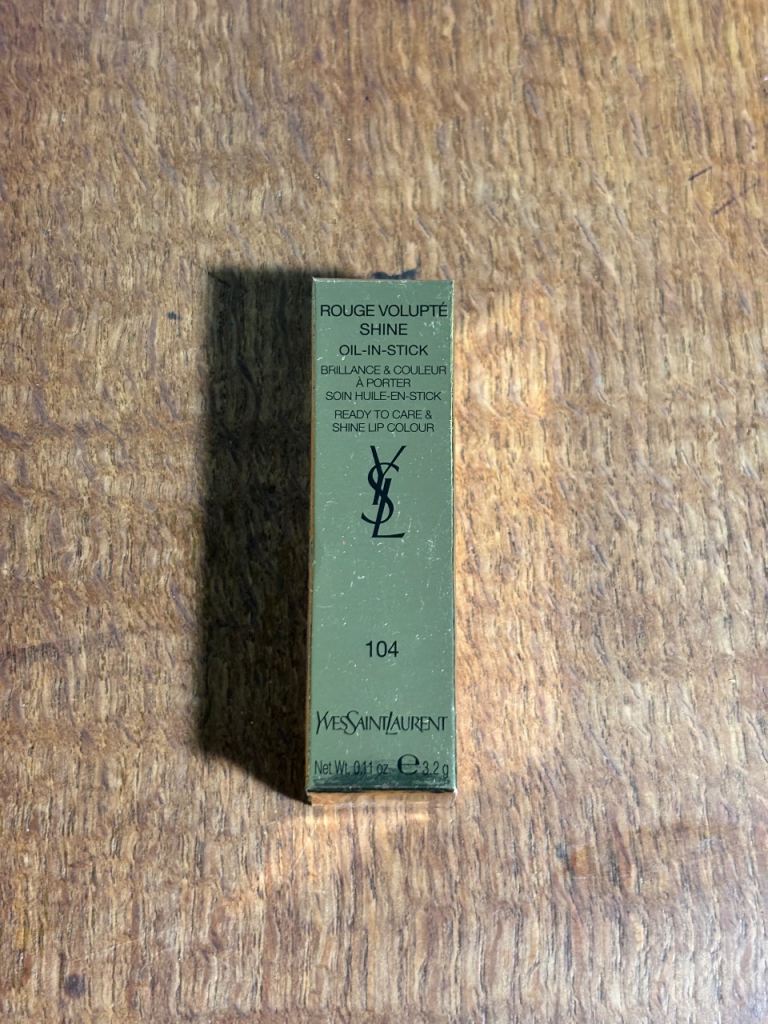 ROUGE VOLUPTÉ
SHINE
OIL-IN-STICK
BRILLANCE & COULEUR
À PORTER
SOIN HUILE-EN-STICK
READY TO CARE &
SHINE LIP COLOUR
YSL
104
YVESSAINTLAURENT
Net Wt. 0.11 oz. ℮ 3.2 g